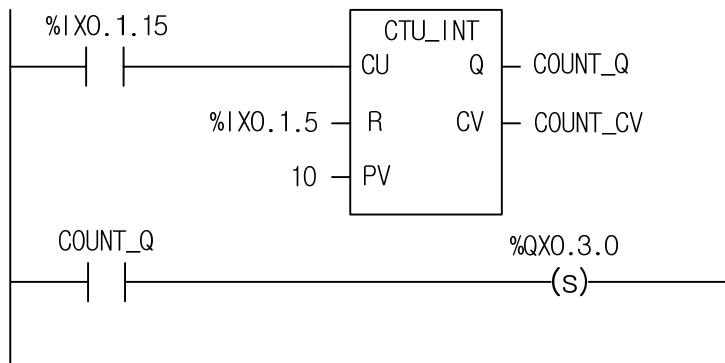 %IX0.1.15
CTU_INT
CU Q COUNT_Q
%IX0.1.5 R CV COUNT_CV
10 PV
COUNT_Q %QX0.3.0
(S)